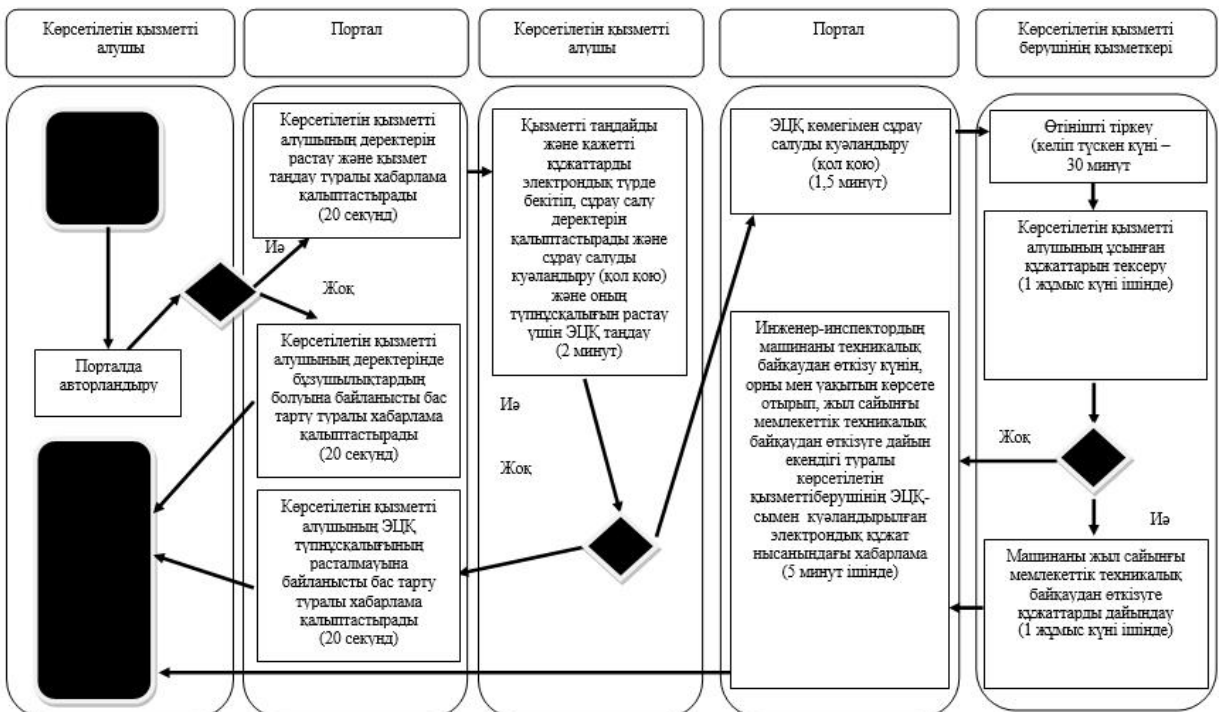 Көрсетілетін қызметті
алушы
Портал
Көрсетілетін қызметті
алушы
Портал
Көрсетілетін қызметті
берушінің қызметкері
Порталда
авторландыру
Көрсетілетін қызметті
алушының деректерін
растау және қызмет
таңдау туралы хабарлама
қалыптастырады
(20 секунд)
Иә
Жоқ
Көрсетілетін қызметті
алушының деректерінде
бұзушылықтардың
болуына байланысты бас
тарту туралы хабарлама
қалыптастырады
(20 секунд)
Көрсетілетін қызметті
алушының ЭЦҚ
түпнұсқалығының
расталмауына
байланысты бас тарту
туралы хабарлама
қалыптастырады
(20 секунд)
Қызметті таңдайды
және қажетті
құжаттарды
электрондық түрде
бекітіп, сұрау салу
деректерін
қалыптастырады және
сұрау салуды
куәландыру (қол қою)
және оның
түпнұсқалығын растау
үшін ЭЦҚ таңдау
(2 минут)
Иә
Жоқ
ЭЦҚ көмегімен сұрау
салуды куәландыру
(қол қою)
(1,5 минут)
Инженер-инспектордың
машинаны техникалық
байқаудан өткізу күнін,
орны мен уақытын көрсете
отырып, жыл сайынғы
мемлекеттік техникалық
байқаудан өткізуге дайын
екендігі туралы
көрсетілетін
қызметтіберушінің ЭЦҚ-
сымен куәландырылған
электрондық құжат
нысанындағы хабарлама
(5 минут ішінде)
Өтінішті тіркеу
(келіп түскен күні –
30 минут
Көрсетілетін қызметті
алушының ұсынған
құжаттарын тексеру
(1 жұмыс күні ішінде)
Жоқ
Иә
Машинаны жыл сайынғы
мемлекеттік техникалық
байқаудан өткізуге
құжаттарды дайындау
(1 жұмыс күні ішінде)